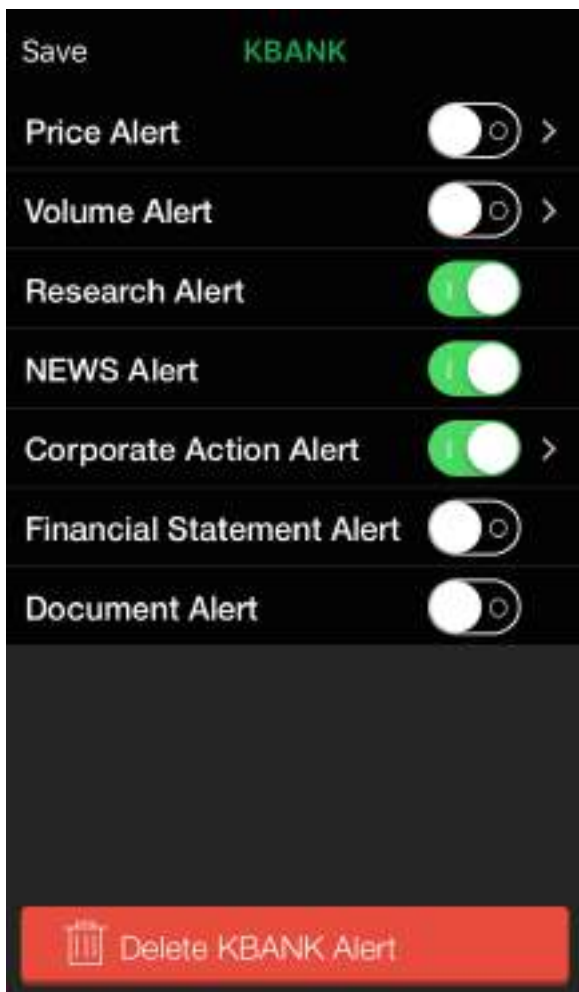 Save KBANK
Price Alert
Volume Alert
Research Alert
NEWS Alert
Corporate Action Alert
Financial Statement Alert
Document Alert
Delete KBANK Alert